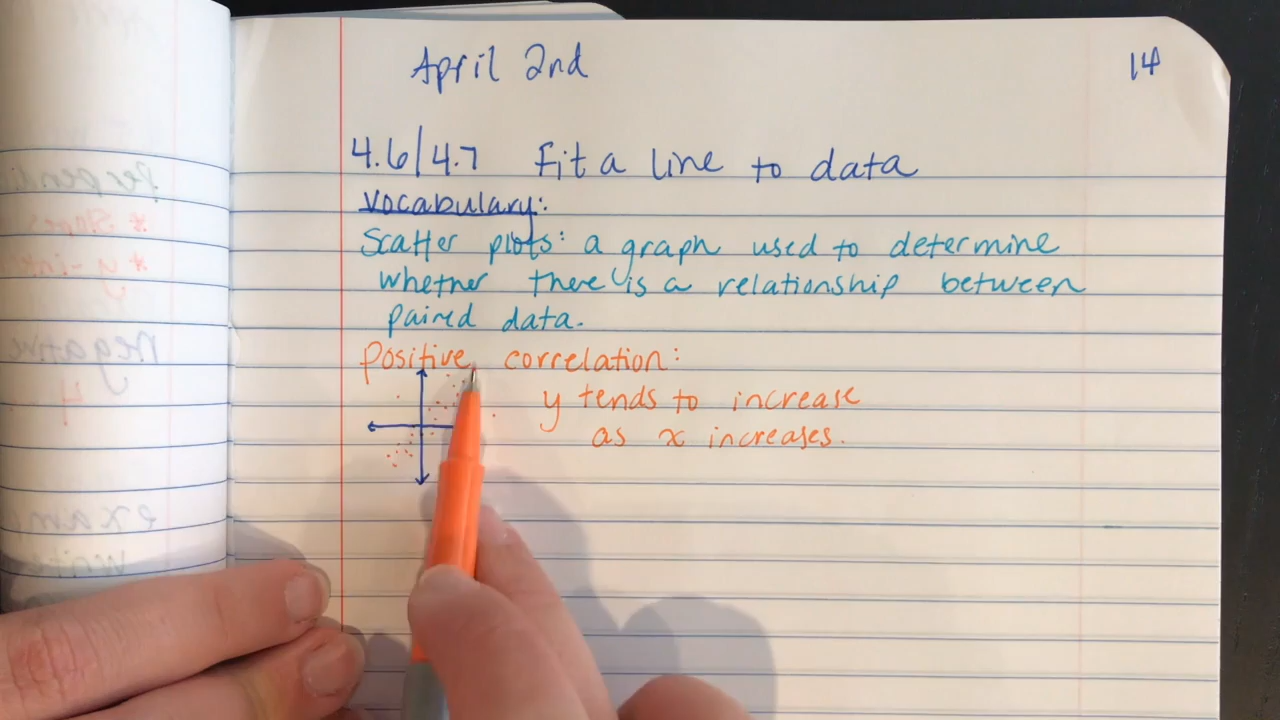 April 2nd
14
4.6/4.7 Fit a line to data
Vocabulary:
Scatter plots: a graph used to determine
whether there is a relationship between
paired data.
positive correlation:
y tends to increase
as x increases.